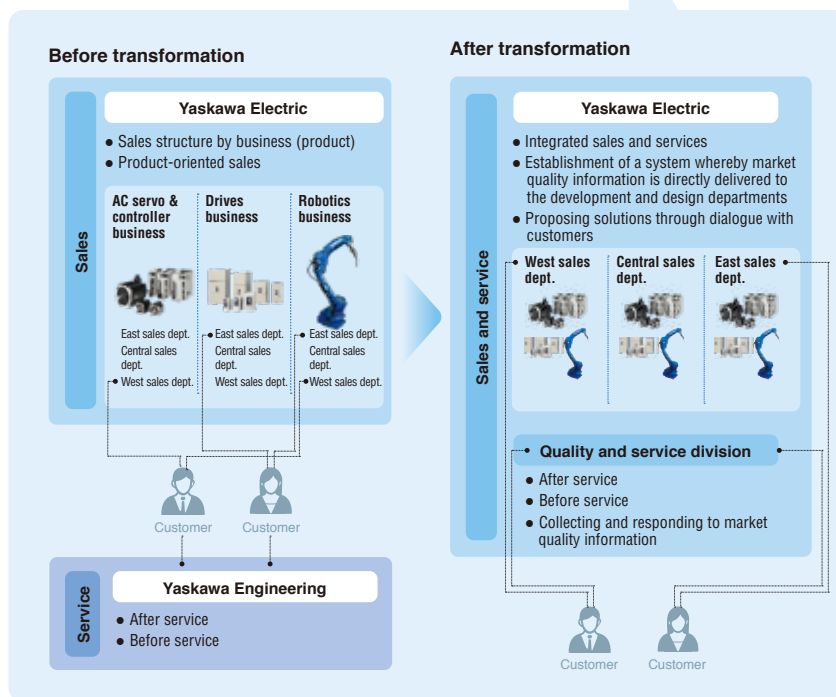 Before transformation
Sales
Yaskawa Electric
● Sales structure by business (product)
● Product-oriented sales
AC servo &
controller
business
East sales dept.
Central sales
dept.
West sales dept.
Drives
business
East sales dept.
Central sales
dept.
West sales dept.
Robotics
business
East sales dept.
Central sales
dept.
West sales dept.
Customer
Customer
Service
Yaskawa Engineering
● After service
● Before service
After transformation
Sales and service
Yaskawa Electric
● Integrated sales and services
● Establishment of a system whereby market
quality information is directly delivered to
the development and design departments
● Proposing solutions through dialogue with
customers
West sales
dept.
Central sales
dept.
East sales
dept.
Quality and service division
● After service
● Before service
● Collecting and responding to market
quality information
Customer
Customer